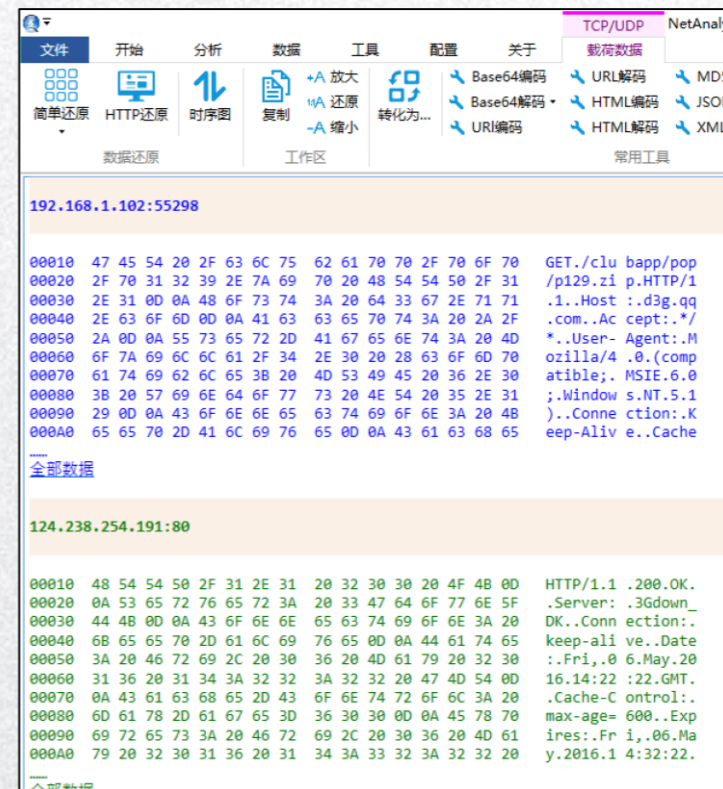 TCP/UDP NetAnal
文件 开始 分析 数据 工具 配置 关于 载荷数据
+A 放大 Base64编码 URL解码 MD5
简单还原 HTTP还原 时序图 复制 A 还原 转化为... Base64解码 HTML编码 JSO
-A 缩小 URI编码 HTML解码 XML
数据还原 工作区 常用工具
192.168.1.102:55298
00010 47 45 54 20 2F 63 6C 75 62 61 70 70 2F 70 6F 70 GET./clu bapp/pop
00020 2F 70 31 32 39 2E 7A 69 70 20 48 54 54 50 2F 31 /p129.zi p.HTTP/1
00030 2E 31 0D 0A 48 6F 73 74 3A 20 64 33 67 2E 71 71 .1..Host :.d3g.qq
00040 2E 63 6F 6D 0D 0A 41 63 63 65 70 74 3A 20 2A 2F .com..Ac cept:.*/
00050 2A 0D 0A 55 73 65 72 2D 41 67 65 6E 74 3A 20 4D *..User- Agent:.M
00060 6F 7A 69 6C 6C 61 2F 34 2E 30 20 28 63 6F 6D 70 ozilla/4 .0.(comp
00070 61 74 69 62 6C 65 3B 20 4D 53 49 45 20 36 2E 30 atible;. MSIE.6.0
00080 3B 20 57 69 6E 64 6F 77 73 20 4E 54 20 35 2E 31 ;.Window s.NT.5.1
00090 29 0D 0A 43 6F 6E 6E 65 63 74 69 6F 6E 3A 20 4B )..Conne ction:.K
000A0 65 65 70 2D 41 6C 69 76 65 0D 0A 43 61 63 68 65 eep-Aliv e..Cache
......
全部数据
124.238.254.191:80
00010 48 54 54 50 2F 31 2E 31 20 32 30 30 20 4F 4B 0D HTTP/1.1 .200.OK.
00020 0A 53 65 72 76 65 72 3A 20 33 47 64 6F 77 6E 5F .Server: .3Gdown_
00030 44 4B 0D 0A 43 6F 6E 6E 65 63 74 69 6F 6E 3A 20 DK..Conn ection:.
00040 6B 65 65 70 2D 61 6C 69 76 65 0D 0A 44 61 74 65 keep-ali ve..Date
00050 3A 20 46 72 69 2C 20 30 36 20 4D 61 79 20 32 30 :.Fri,.0 6.May.20
00060 31 36 20 31 34 3A 32 32 3A 32 32 20 47 4D 54 0D 16.14:22 :22.GMT.
00070 0A 43 61 63 68 65 2D 43 6F 6E 74 72 6F 6C 3A 20 .Cache-C ontrol:.
00080 6D 61 78 2D 61 67 65 3D 36 30 30 0D 0A 45 78 70 max-age= 600..Exp
00090 69 72 65 73 3A 20 46 72 69 2C 20 30 36 20 4D 61 ires:.Fr i,.06.Ma
000A0 79 20 32 30 31 36 20 31 34 3A 33 32 3A 32 32 20 y.2016.1 4:32:22.
......
全部数据